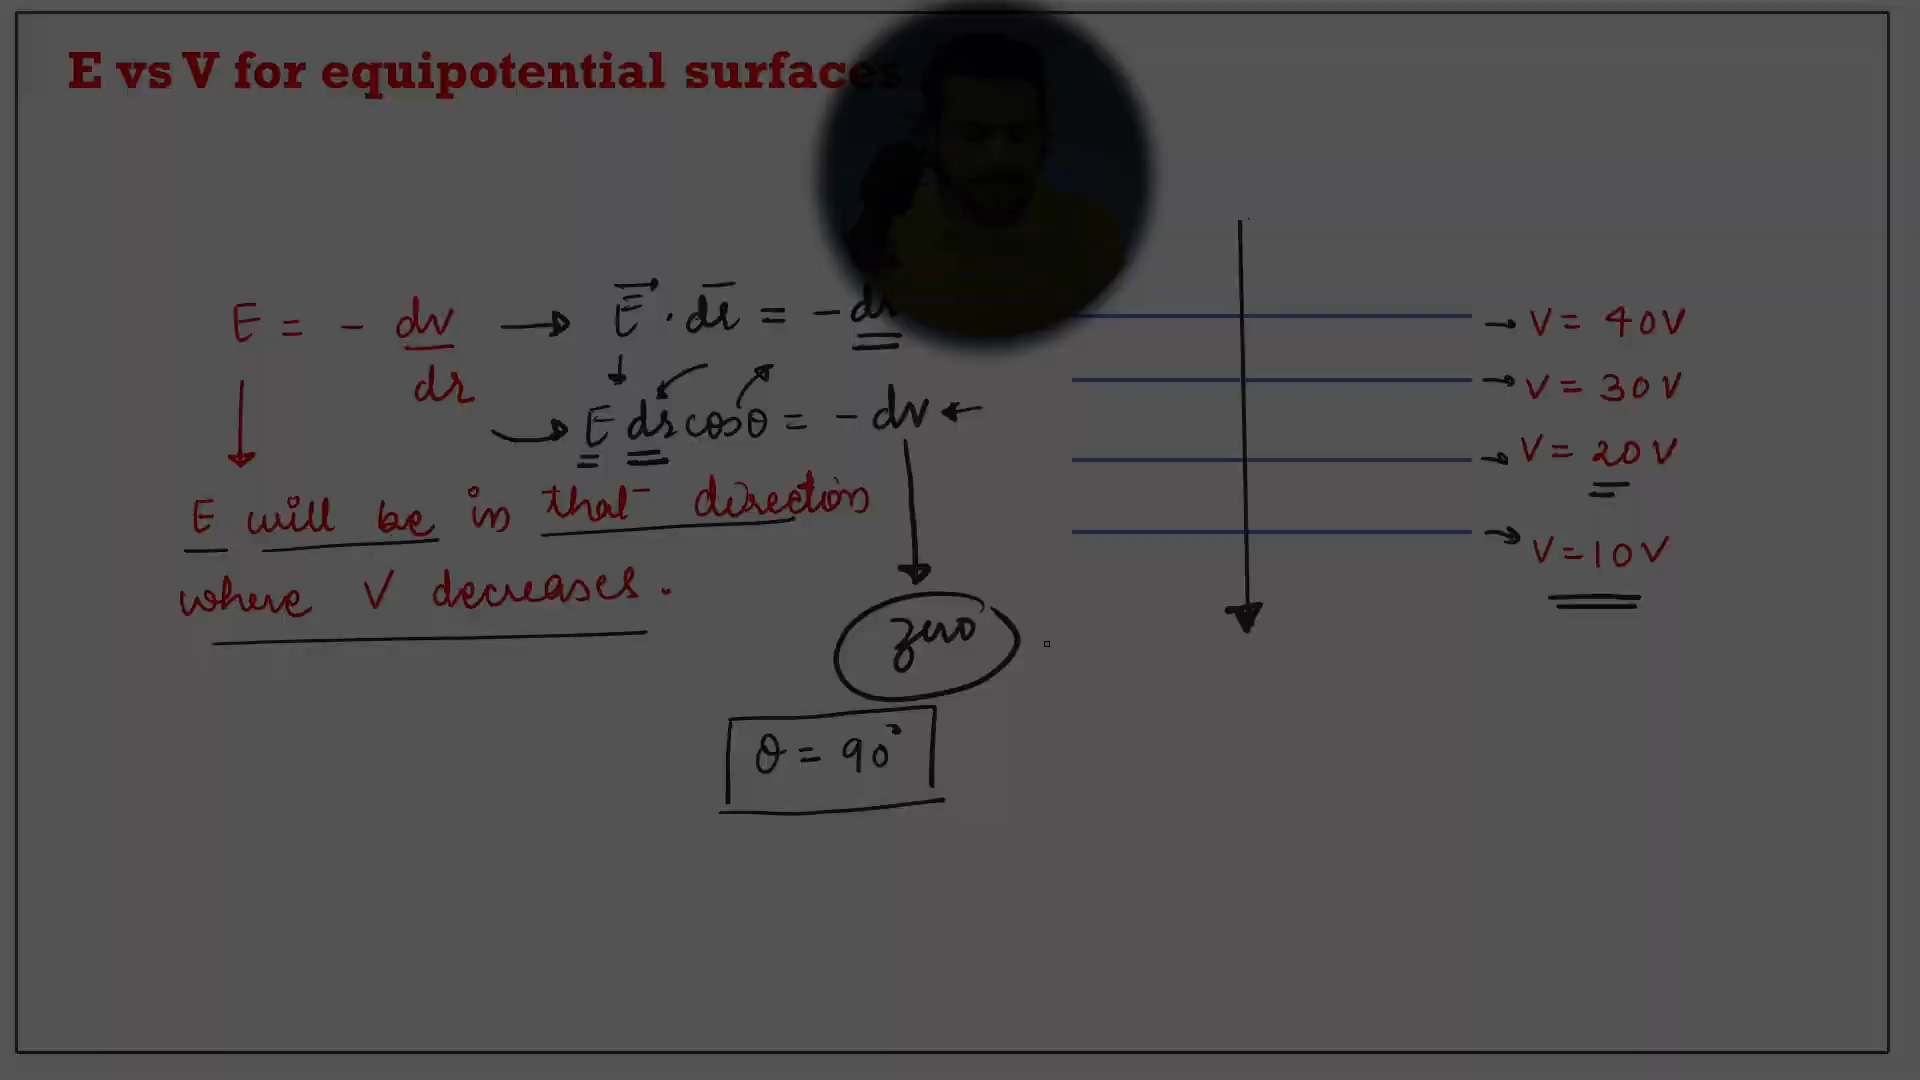 E vs V for equipotential surfaces
E = - dv/dr → E · dr = - dv
E dr cosθ = - dv ←
E will be in that direction
where V decreases.
zero
θ = 90°
→ V = 40V
→ V = 30V
→ V = 20V
→ V = 10V